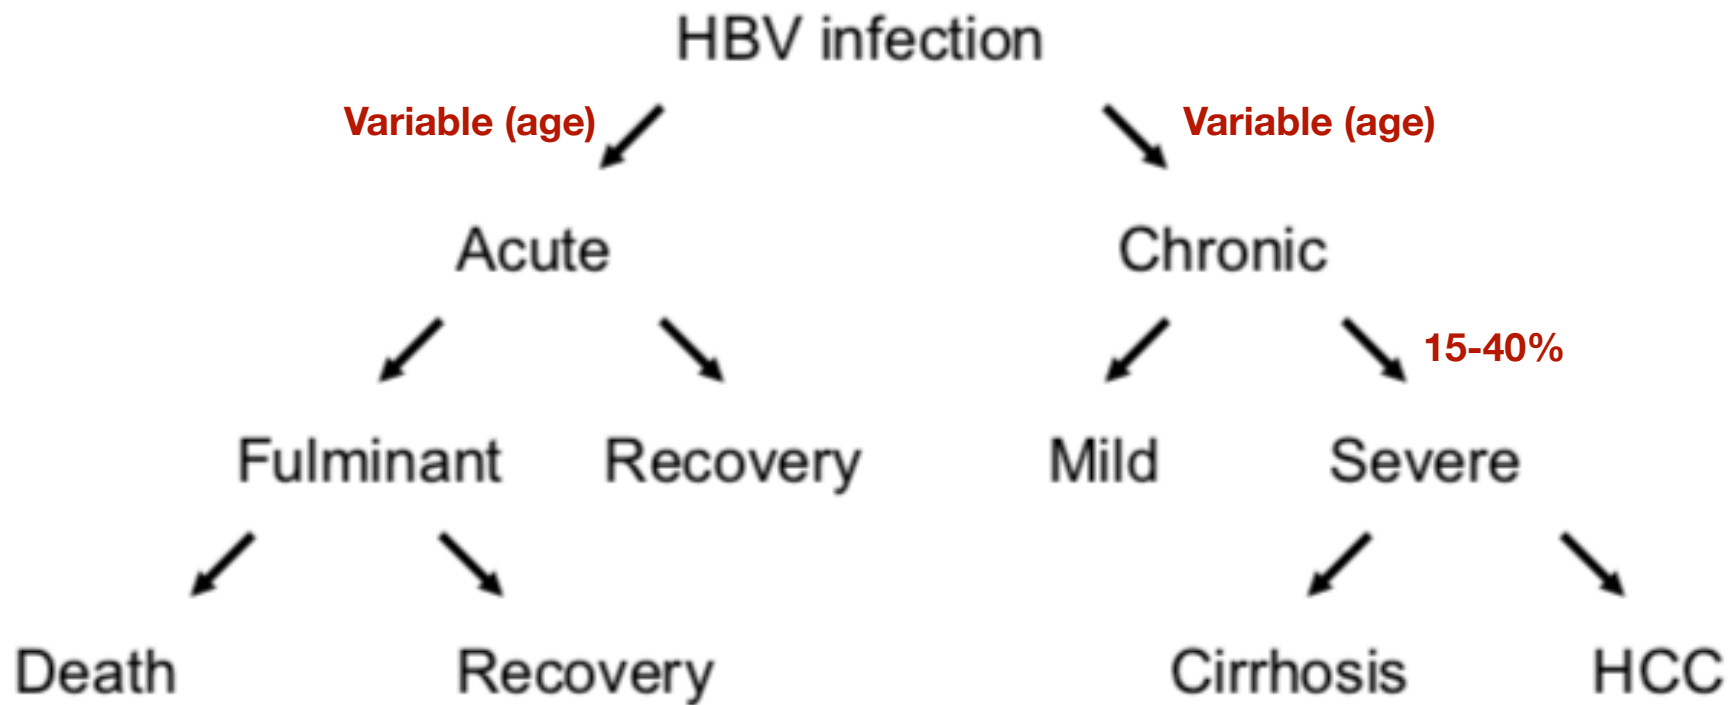 HBV infection
Variable (age) Variable (age)
Acute Chronic
15-40%
Fulminant Recovery Mild Severe
Death Recovery Cirrhosis HCC